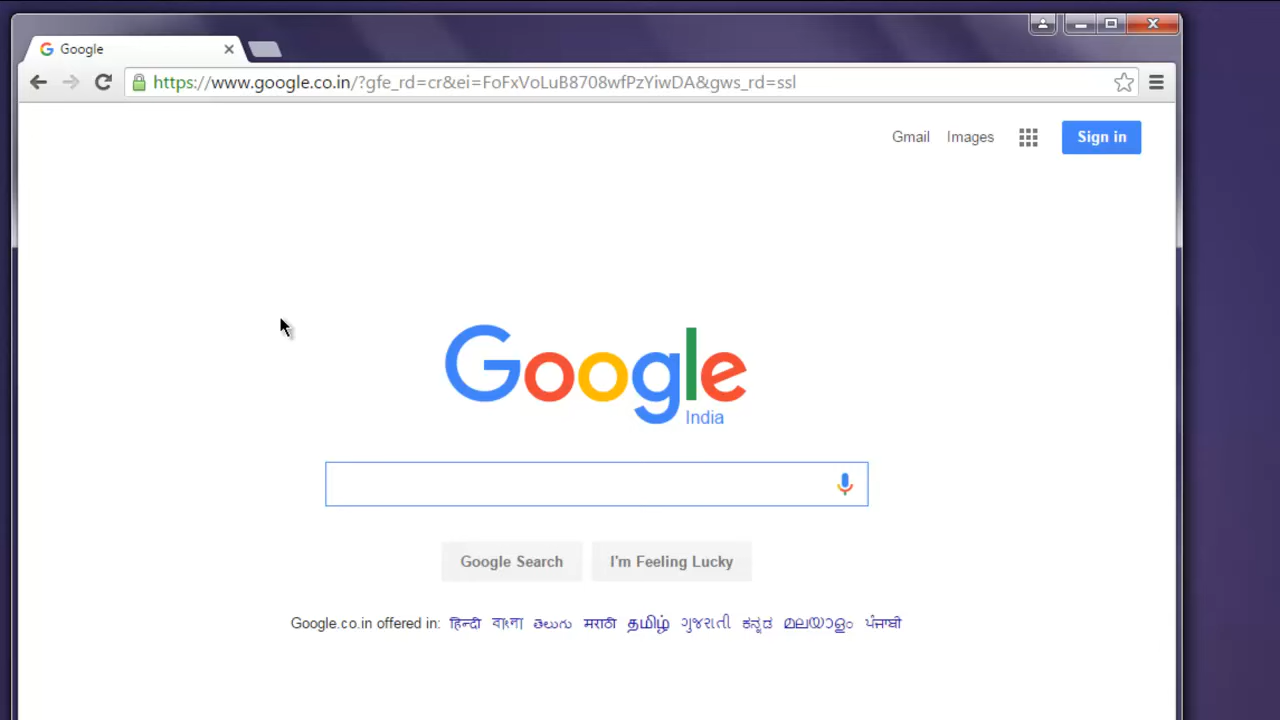 Google
https://www.google.co.in/?gfe_rd=cr&ei=FoFxVoLuB8708wfPzYiwDA&gws_rd=ssl
Gmail Images Sign in
Google
India
Google Search I'm Feeling Lucky
Google.co.in offered in: हिन्दी বাংলা తెలుగు मराठी தமிழ் ગુજરાતી ಕನ್ನಡ മലയാളം ਪੰਜਾਬੀ